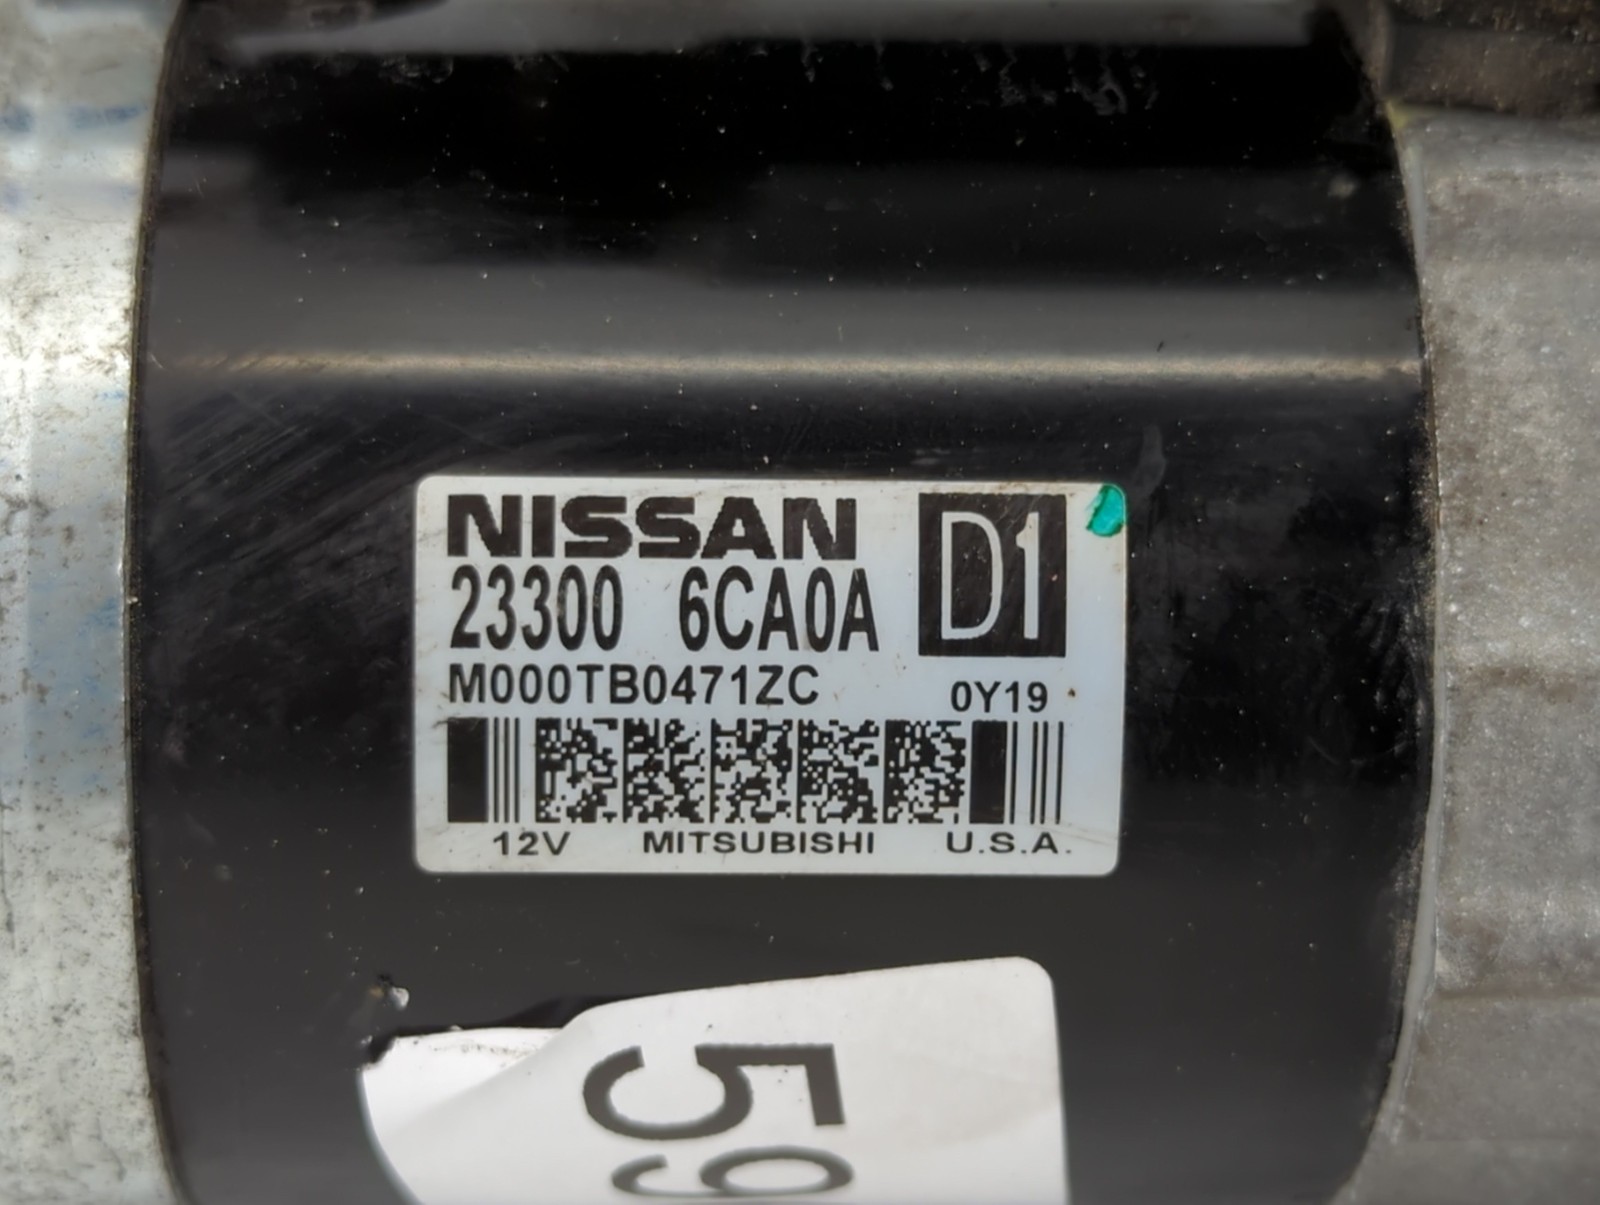 NISSAN
D1
23300 6CA0A
M000TB0471ZC 0Y19
12V MITSUBISHI U.S.A.
59